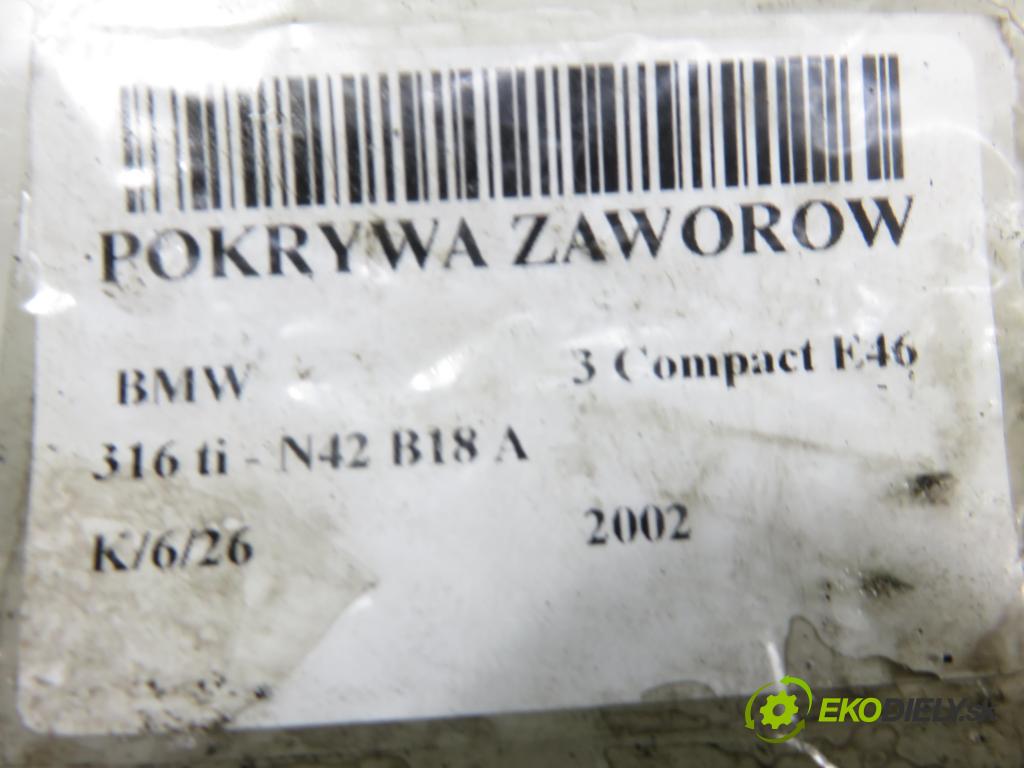 POKRYWA ZAWOROW
BMW 3 Compact E46
316 ti - N42 B18 A
K/6/26 2002
EKODIELY.sk